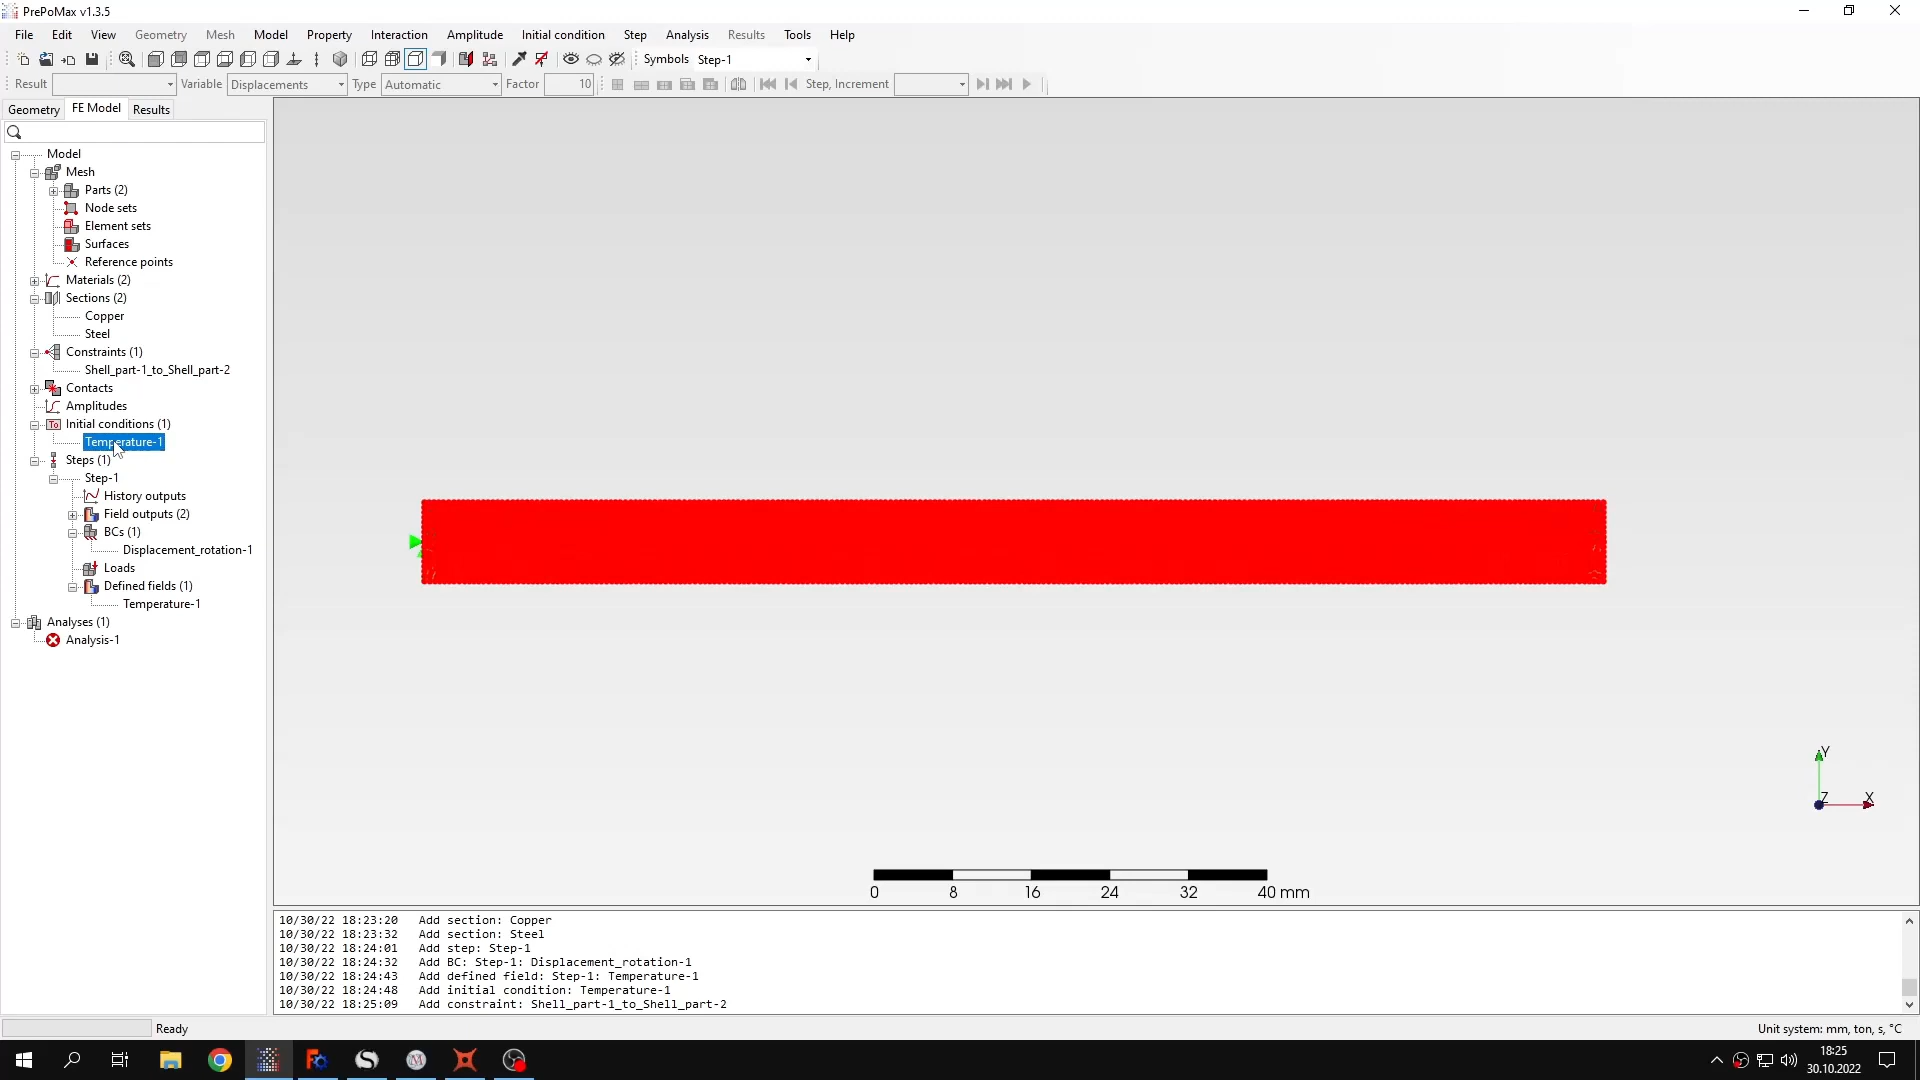 PrePoMax v1.3.5
File Edit View Geometry Mesh Model Property Interaction Amplitude Initial condition Step Analysis Results Tools Help
Symbols Step-1
Result Variable Displacements Type Automatic Factor 10 Step, Increment
Geometry FE Model Results
Model
Mesh
Parts (2)
Node sets
Element sets
Surfaces
Reference points
Materials (2)
Sections (2)
Copper
Steel
Constraints (1)
Shell_part-1_to_Shell_part-2
Contacts
Amplitudes
Initial conditions (1)
Temperature-1
Steps (1)
Step-1
History outputs
Field outputs (2)
BCs (1)
Displacement_rotation-1
Loads
Defined fields (1)
Temperature-1
Analyses (1)
Analysis-1
Y
Z X
0 8 16 24 32 40 mm
10/30/22 18:23:20 Add section: Copper
10/30/22 18:23:32 Add section: Steel
10/30/22 18:24:01 Add step: Step-1
10/30/22 18:24:32 Add BC: Step-1: Displacement_rotation-1
10/30/22 18:24:43 Add defined field: Step-1: Temperature-1
10/30/22 18:24:48 Add initial condition: Temperature-1
10/30/22 18:25:09 Add constraint: Shell_part-1_to_Shell_part-2
Ready Unit system: mm, ton, s, °C
18:25
30.10.2022